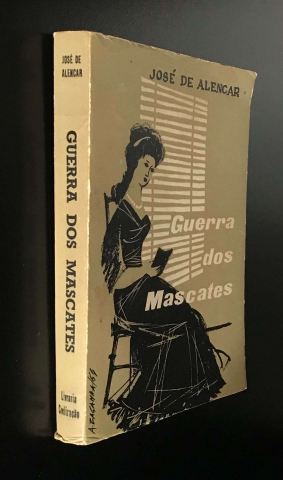 JOSÉ DE
ALENCAR
GUERRA DOS MASCATES
Livraria
Civilização
JOSÉ DE ALENCAR
Guerra
dos
Mascates